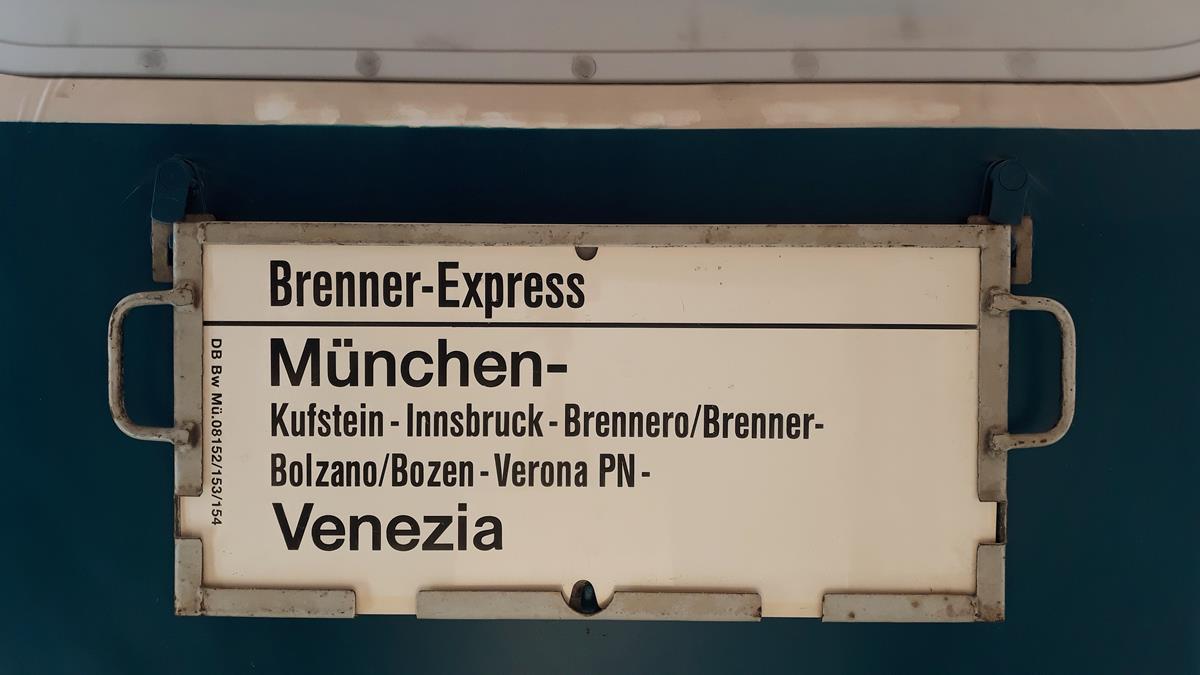 Brenner-Express
München-
Kufstein - Innsbruck - Brennero/Brenner-
Bolzano/Bozen - Verona PN -
Venezia
DB Bw Mü.08152/153/154